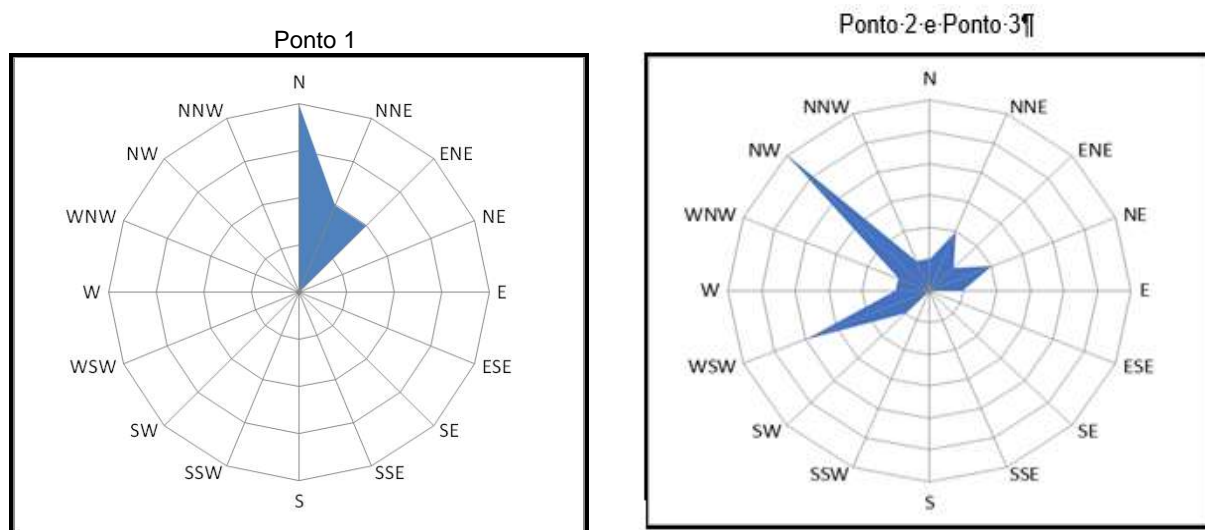 Ponto 1
N
NNE
ENE
NE
E
ESE
SE
SSE
S
SSW
SW
WSW
W
WNW
NW
NNW
Ponto·2·e·Ponto·3¶
N
NNE
ENE
NE
E
ESE
SE
SSE
S
SSW
SW
WSW
W
WNW
NW
NNW